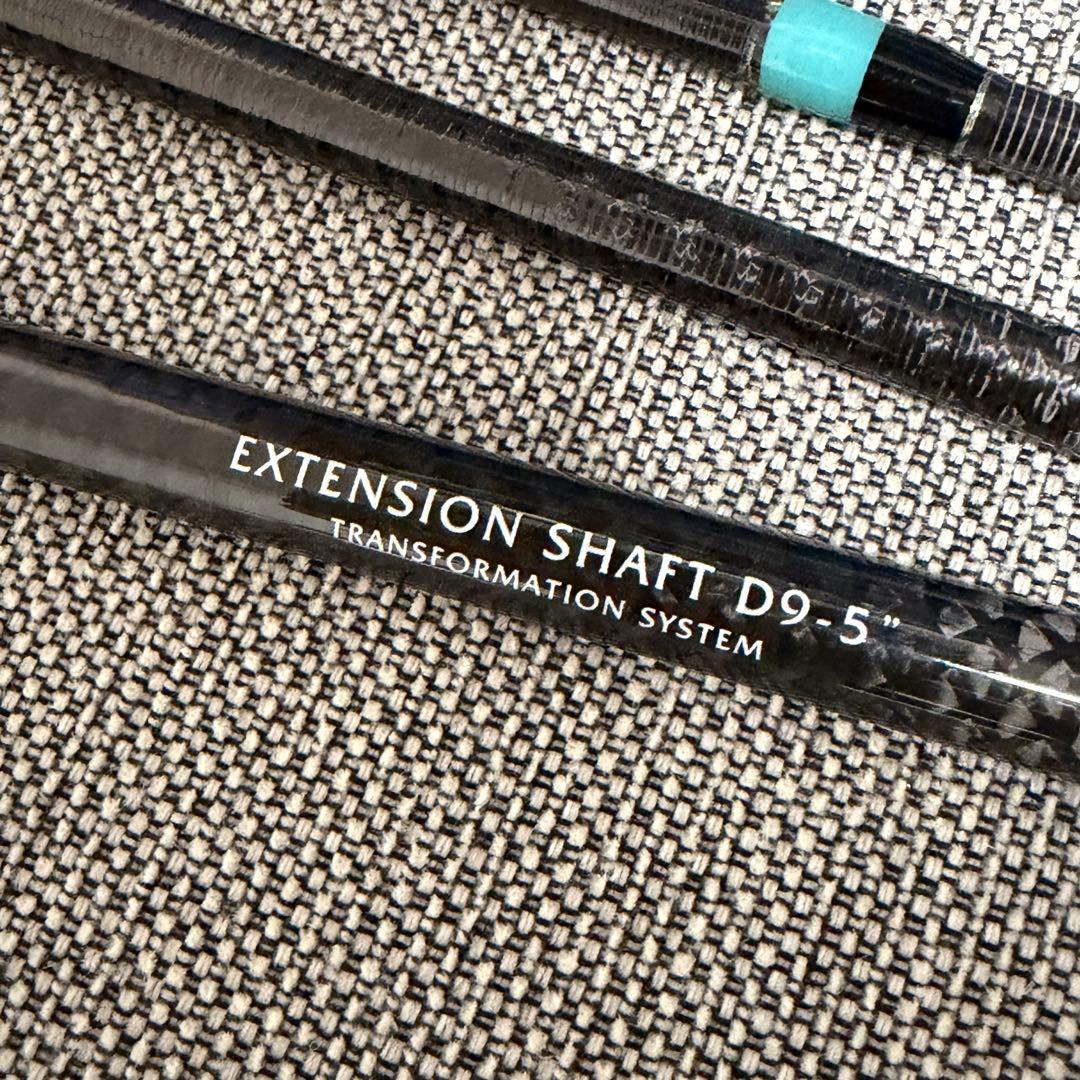 EXTENSION SHAFT D9-5”
TRANSFORMATION SYSTEM